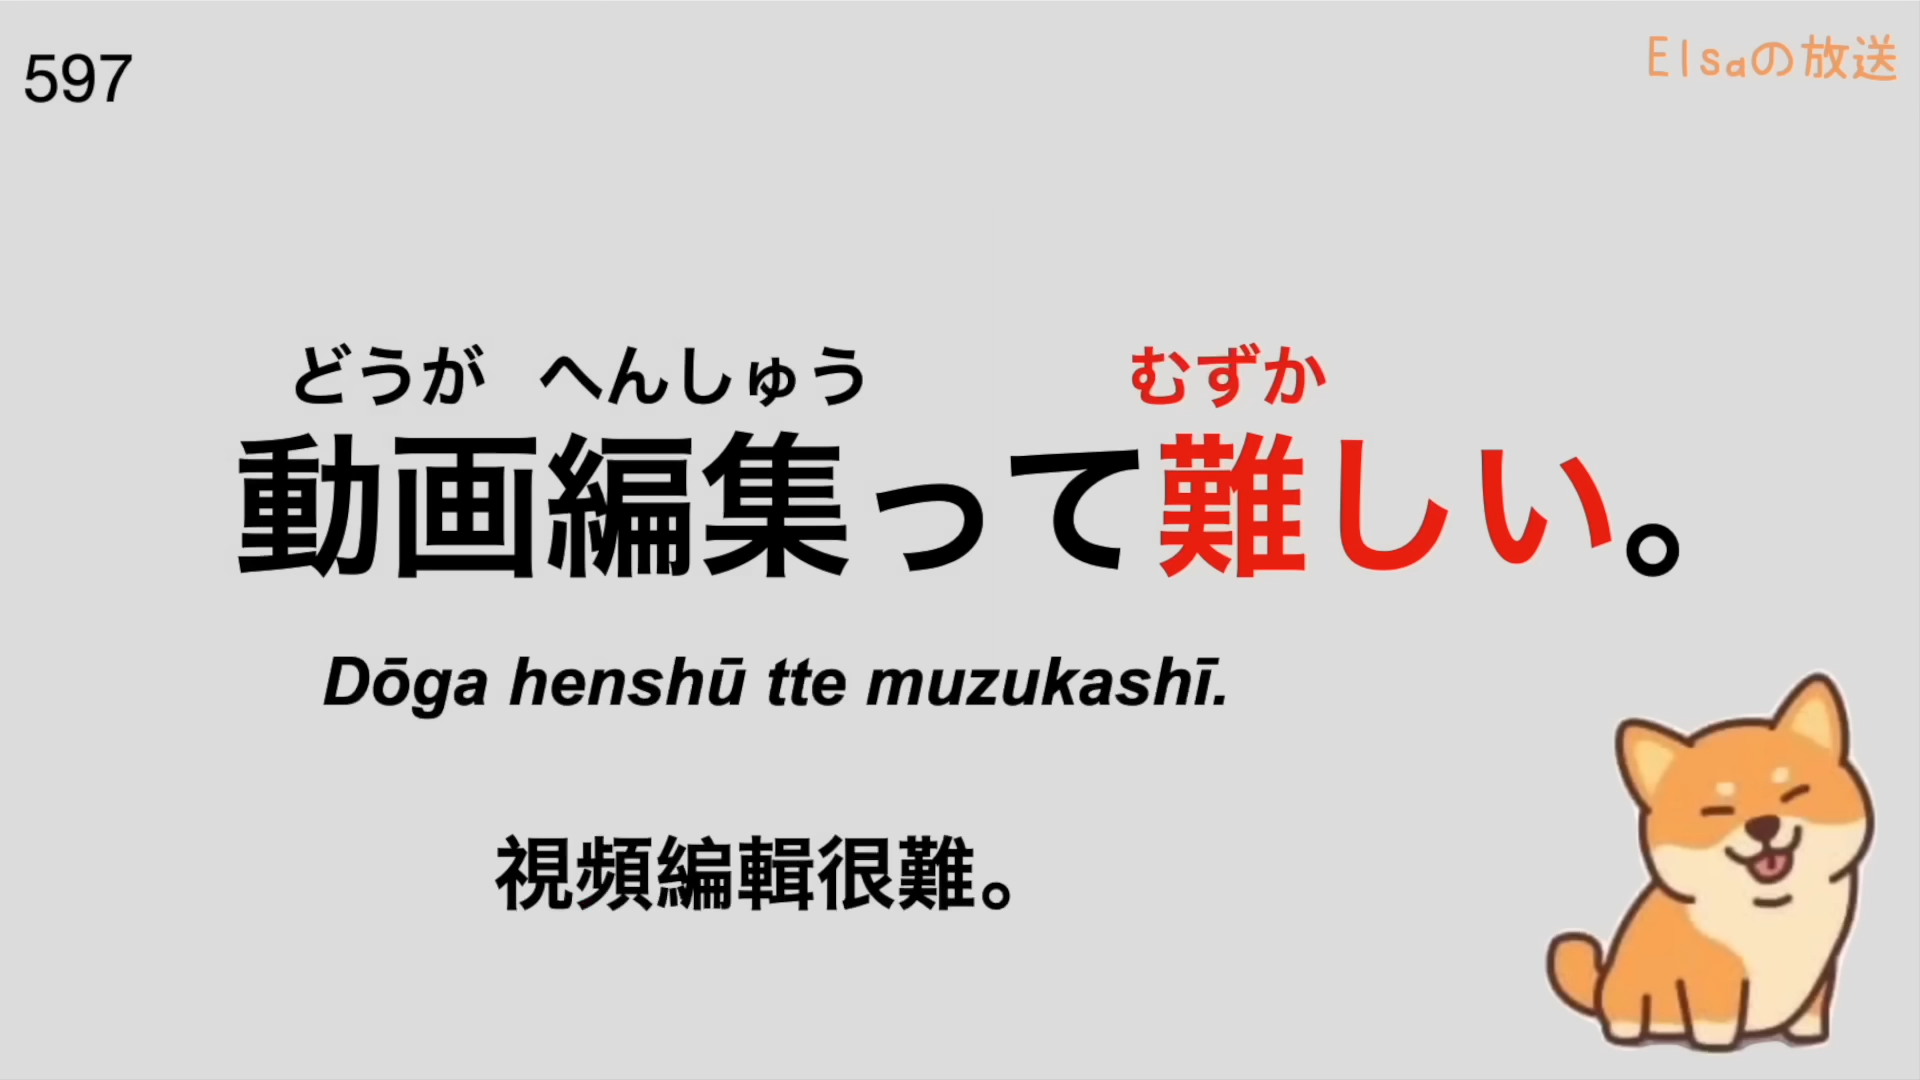 597
Elsaの放送
どうが へんしゅう むずか
動画編集って難しい。
Dōga henshū tte muzukashī.
視頻編輯很難。